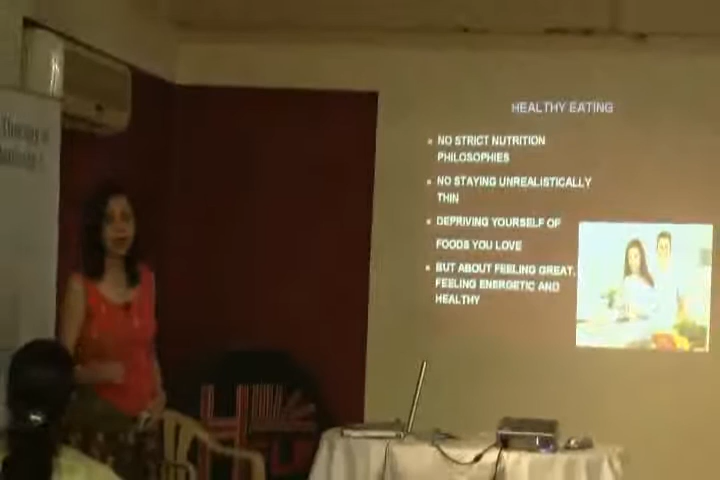 HEALTHY EATING
NO STRICT NUTRITION
PHILOSOPHIES
NO STAYING UNREALISTICALLY
THIN
DEPRIVING YOURSELF OF
FOODS YOU LOVE
BUT ABOUT FEELING GREAT,
FEELING ENERGETIC AND
HEALTHY